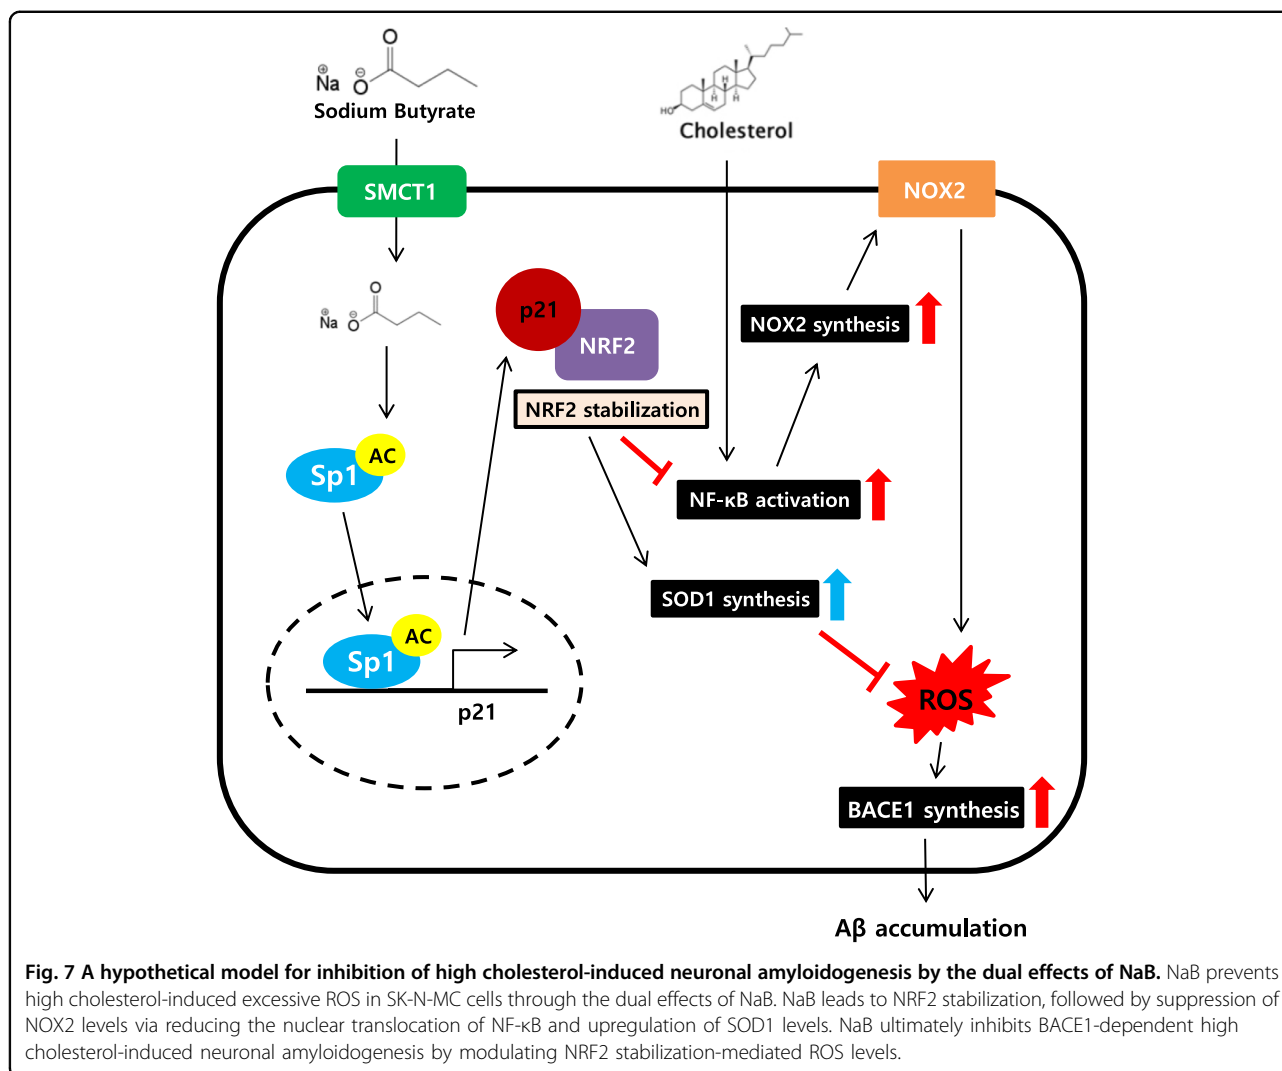 O
⊕ ⊖
Na O
Sodium Butyrate
H
H H
HO
Cholesterol
SMCT1
NOX2
O
⊕ ⊖
Na O
p21
NRF2
NOX2 synthesis
NRF2 stabilization
AC
Sp1
NF-κB activation
SOD1 synthesis
AC
Sp1
p21
ROS
BACE1 synthesis
Aβ accumulation
Fig. 7 A hypothetical model for inhibition of high cholesterol-induced neuronal amyloidogenesis by the dual effects of NaB. NaB prevents
high cholesterol-induced excessive ROS in SK-N-MC cells through the dual effects of NaB. NaB leads to NRF2 stabilization, followed by suppression of
NOX2 levels via reducing the nuclear translocation of NF-κB and upregulation of SOD1 levels. NaB ultimately inhibits BACE1-dependent high
cholesterol-induced neuronal amyloidogenesis by modulating NRF2 stabilization-mediated ROS levels.